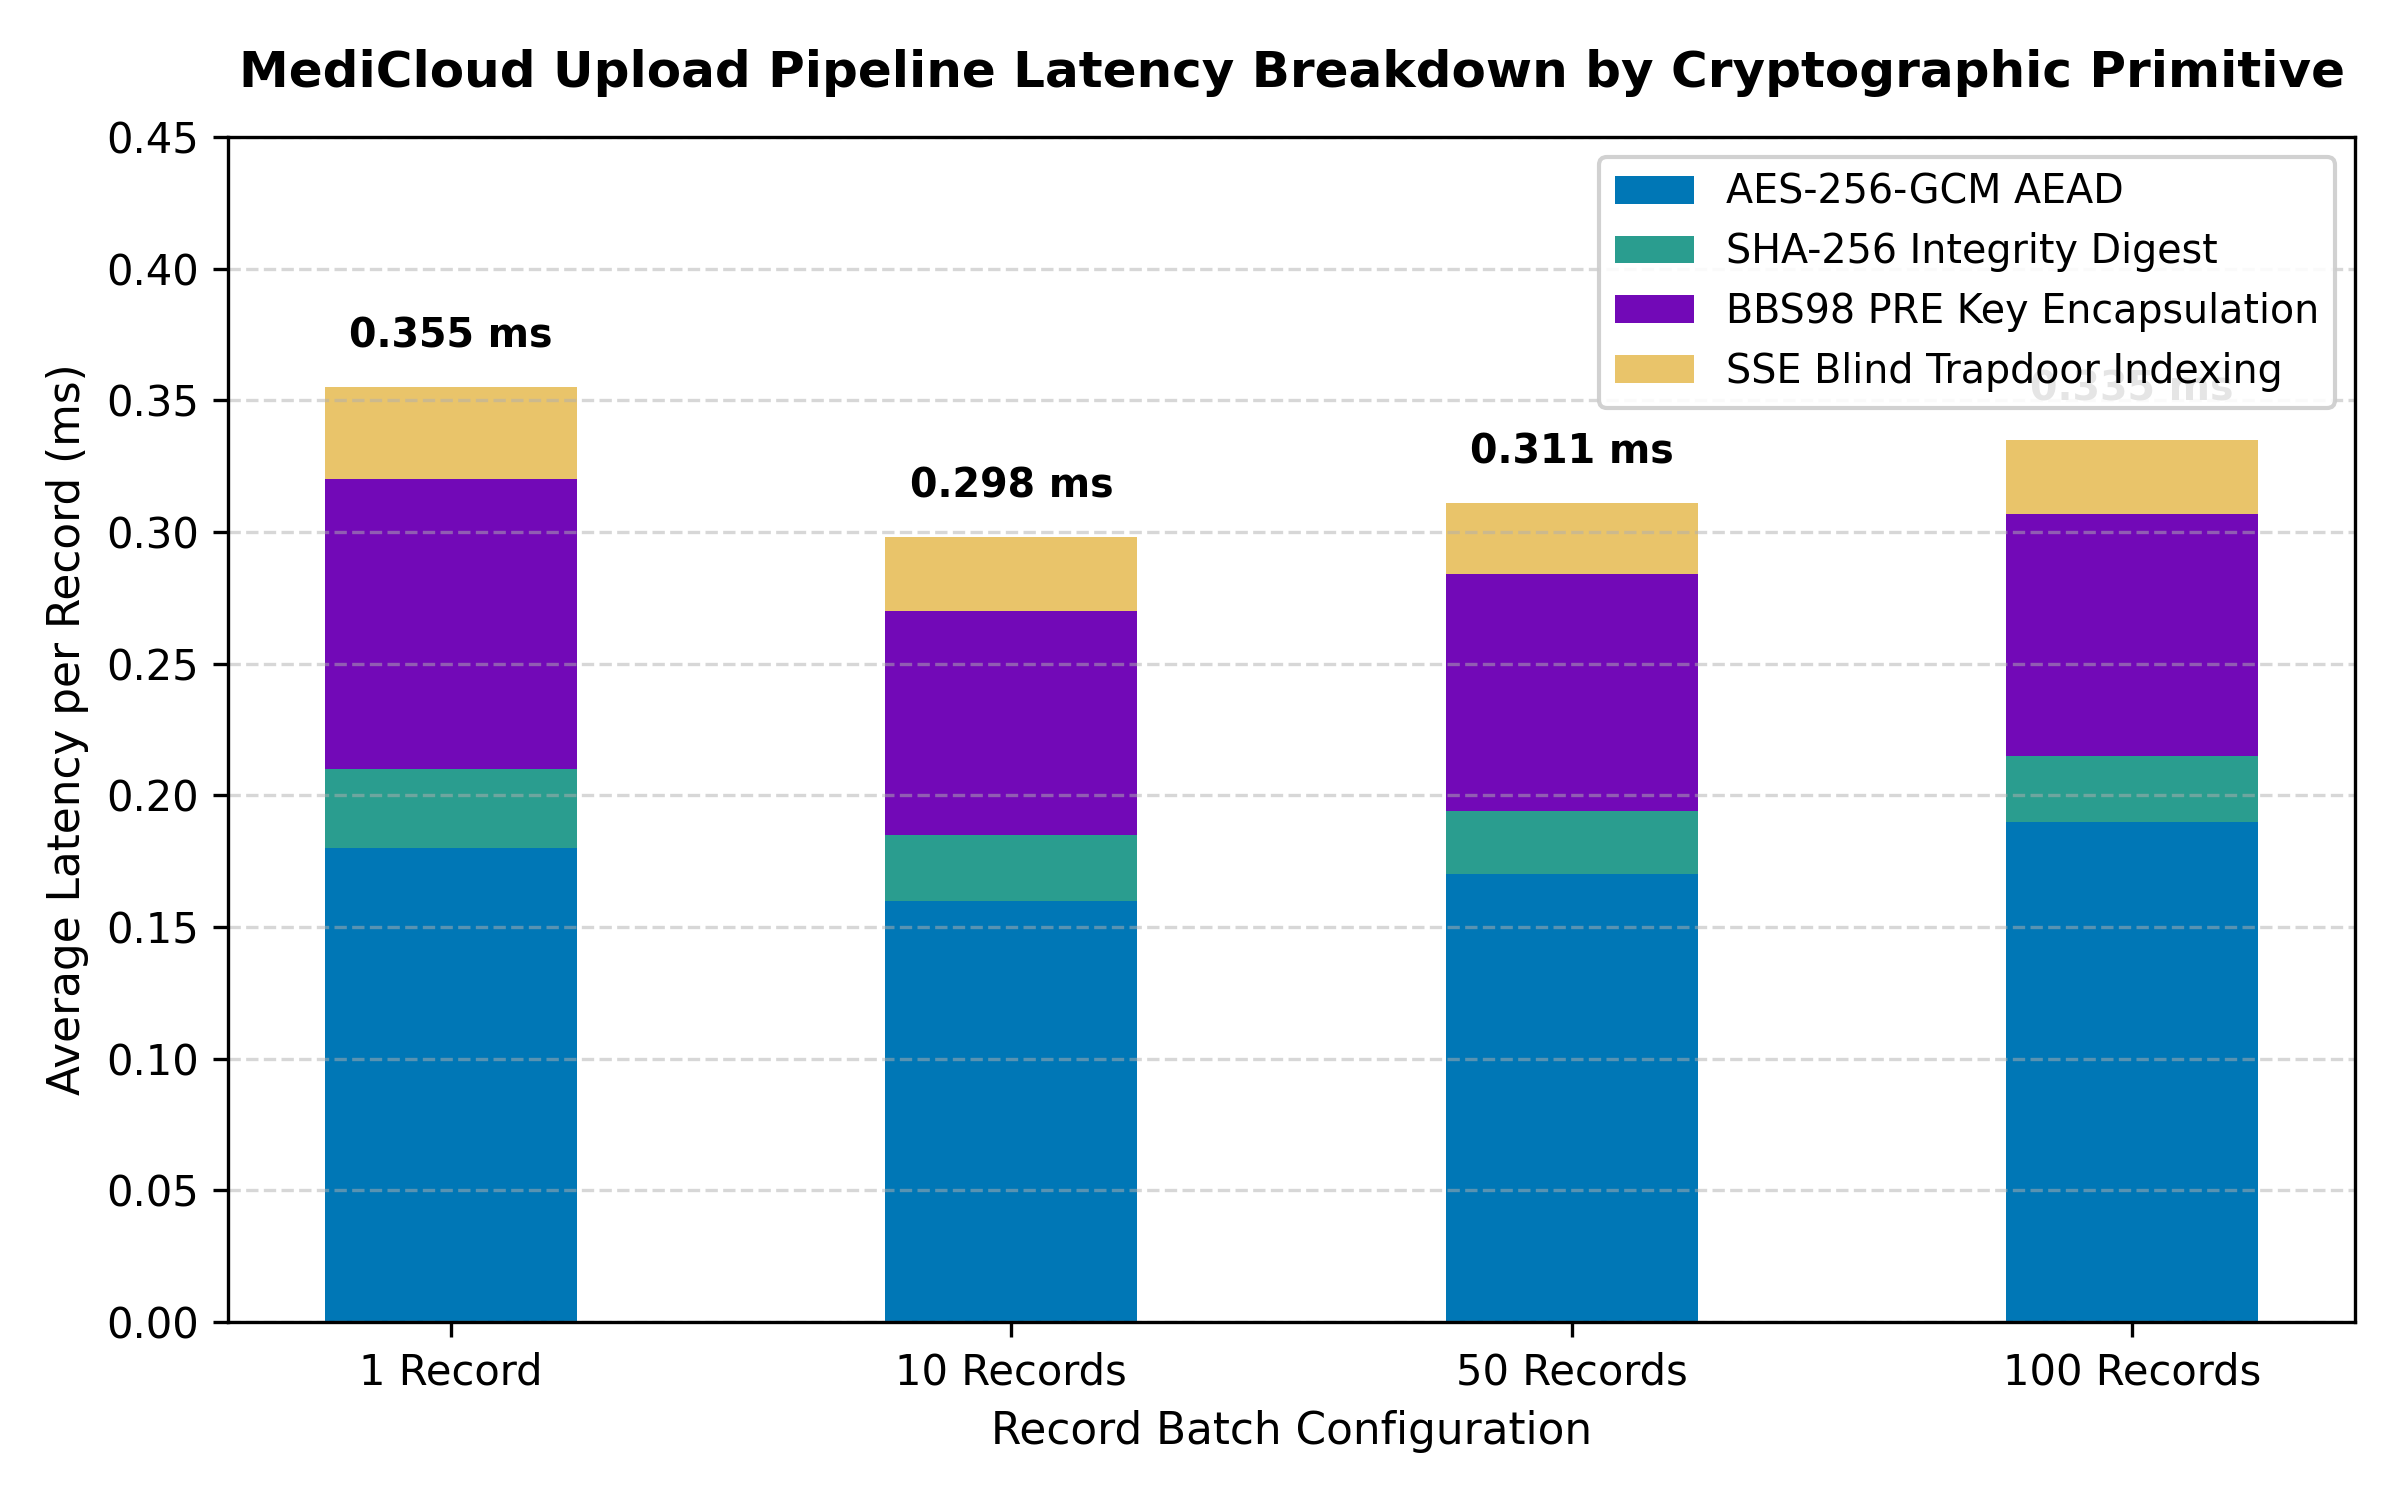 MediCloud Upload Pipeline Latency Breakdown by Cryptographic Primitive
Average Latency per Record (ms)
0.45
0.40
0.35
0.30
0.25
0.20
0.15
0.10
0.05
0.00
AES-256-GCM AEAD
SHA-256 Integrity Digest
BBS98 PRE Key Encapsulation
SSE Blind Trapdoor Indexing
0.355 ms
0.298 ms
0.311 ms
0.335 ms
1 Record
10 Records
50 Records
100 Records
Record Batch Configuration